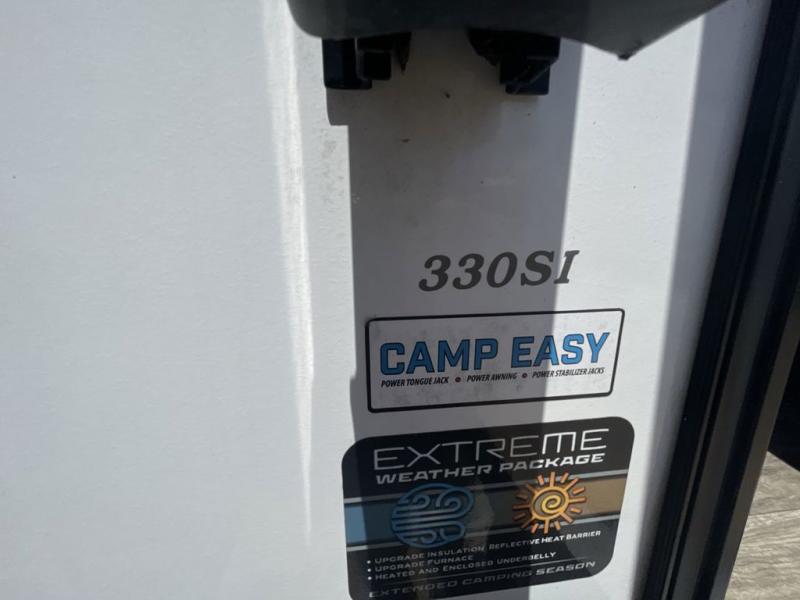 330SI
CAMP EASY
POWER TONGUE JACK • POWER AWNING • POWER STABILIZER JACKS
EXTREME
WEATHER PACKAGE
• UPGRADE INSULATION REFLECTIVE HEAT BARRIER
• UPGRADE FURNACE
• HEATED AND ENCLOSED UNDERBELLY
EXTENDED CAMPING SEASON